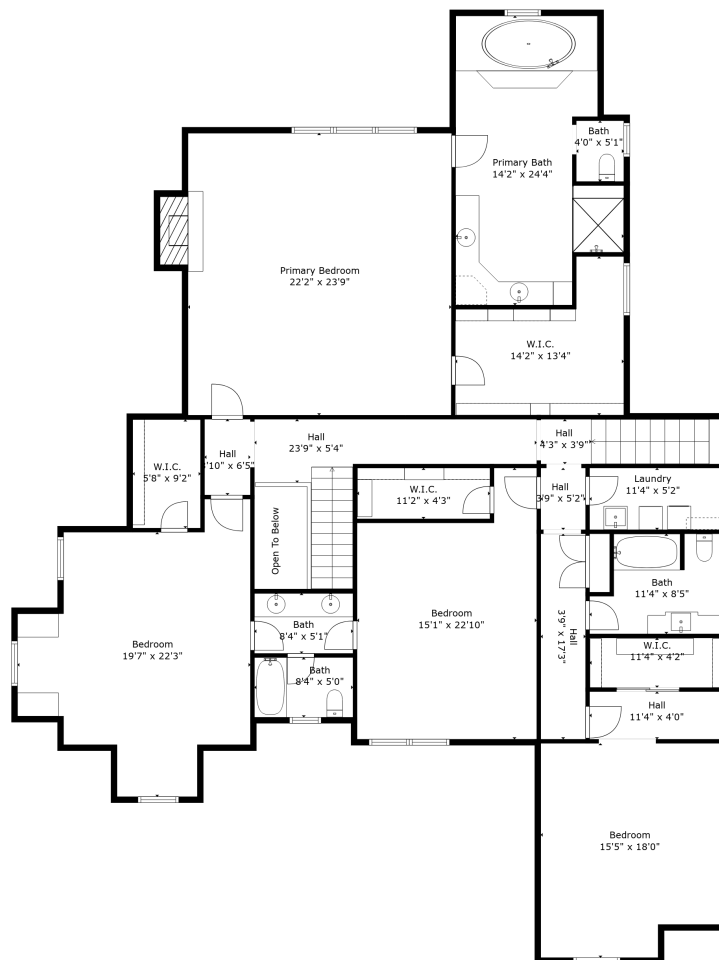 Bath
4'0" x 5'1"
Primary Bath
14'2" x 24'4"
Primary Bedroom
22'2" x 23'9"
W.I.C.
14'2" x 13'4"
Hall
23'9" x 5'4"
Hall
4'3" x 3'9"
Hall
'10" x 6'5"
W.I.C.
5'8" x 9'2"
W.I.C.
11'2" x 4'3"
Hall
3'9" x 5'2"
Laundry
11'4" x 5'2"
Open To Below
Bath
11'4" x 8'5"
Bedroom
15'1" x 22'10"
Hall
3'9" x 17'3"
Bath
8'4" x 5'1"
Bedroom
19'7" x 22'3"
W.I.C.
11'4" x 4'2"
Bath
8'4" x 5'0"
Hall
11'4" x 4'0"
Bedroom
15'5" x 18'0"